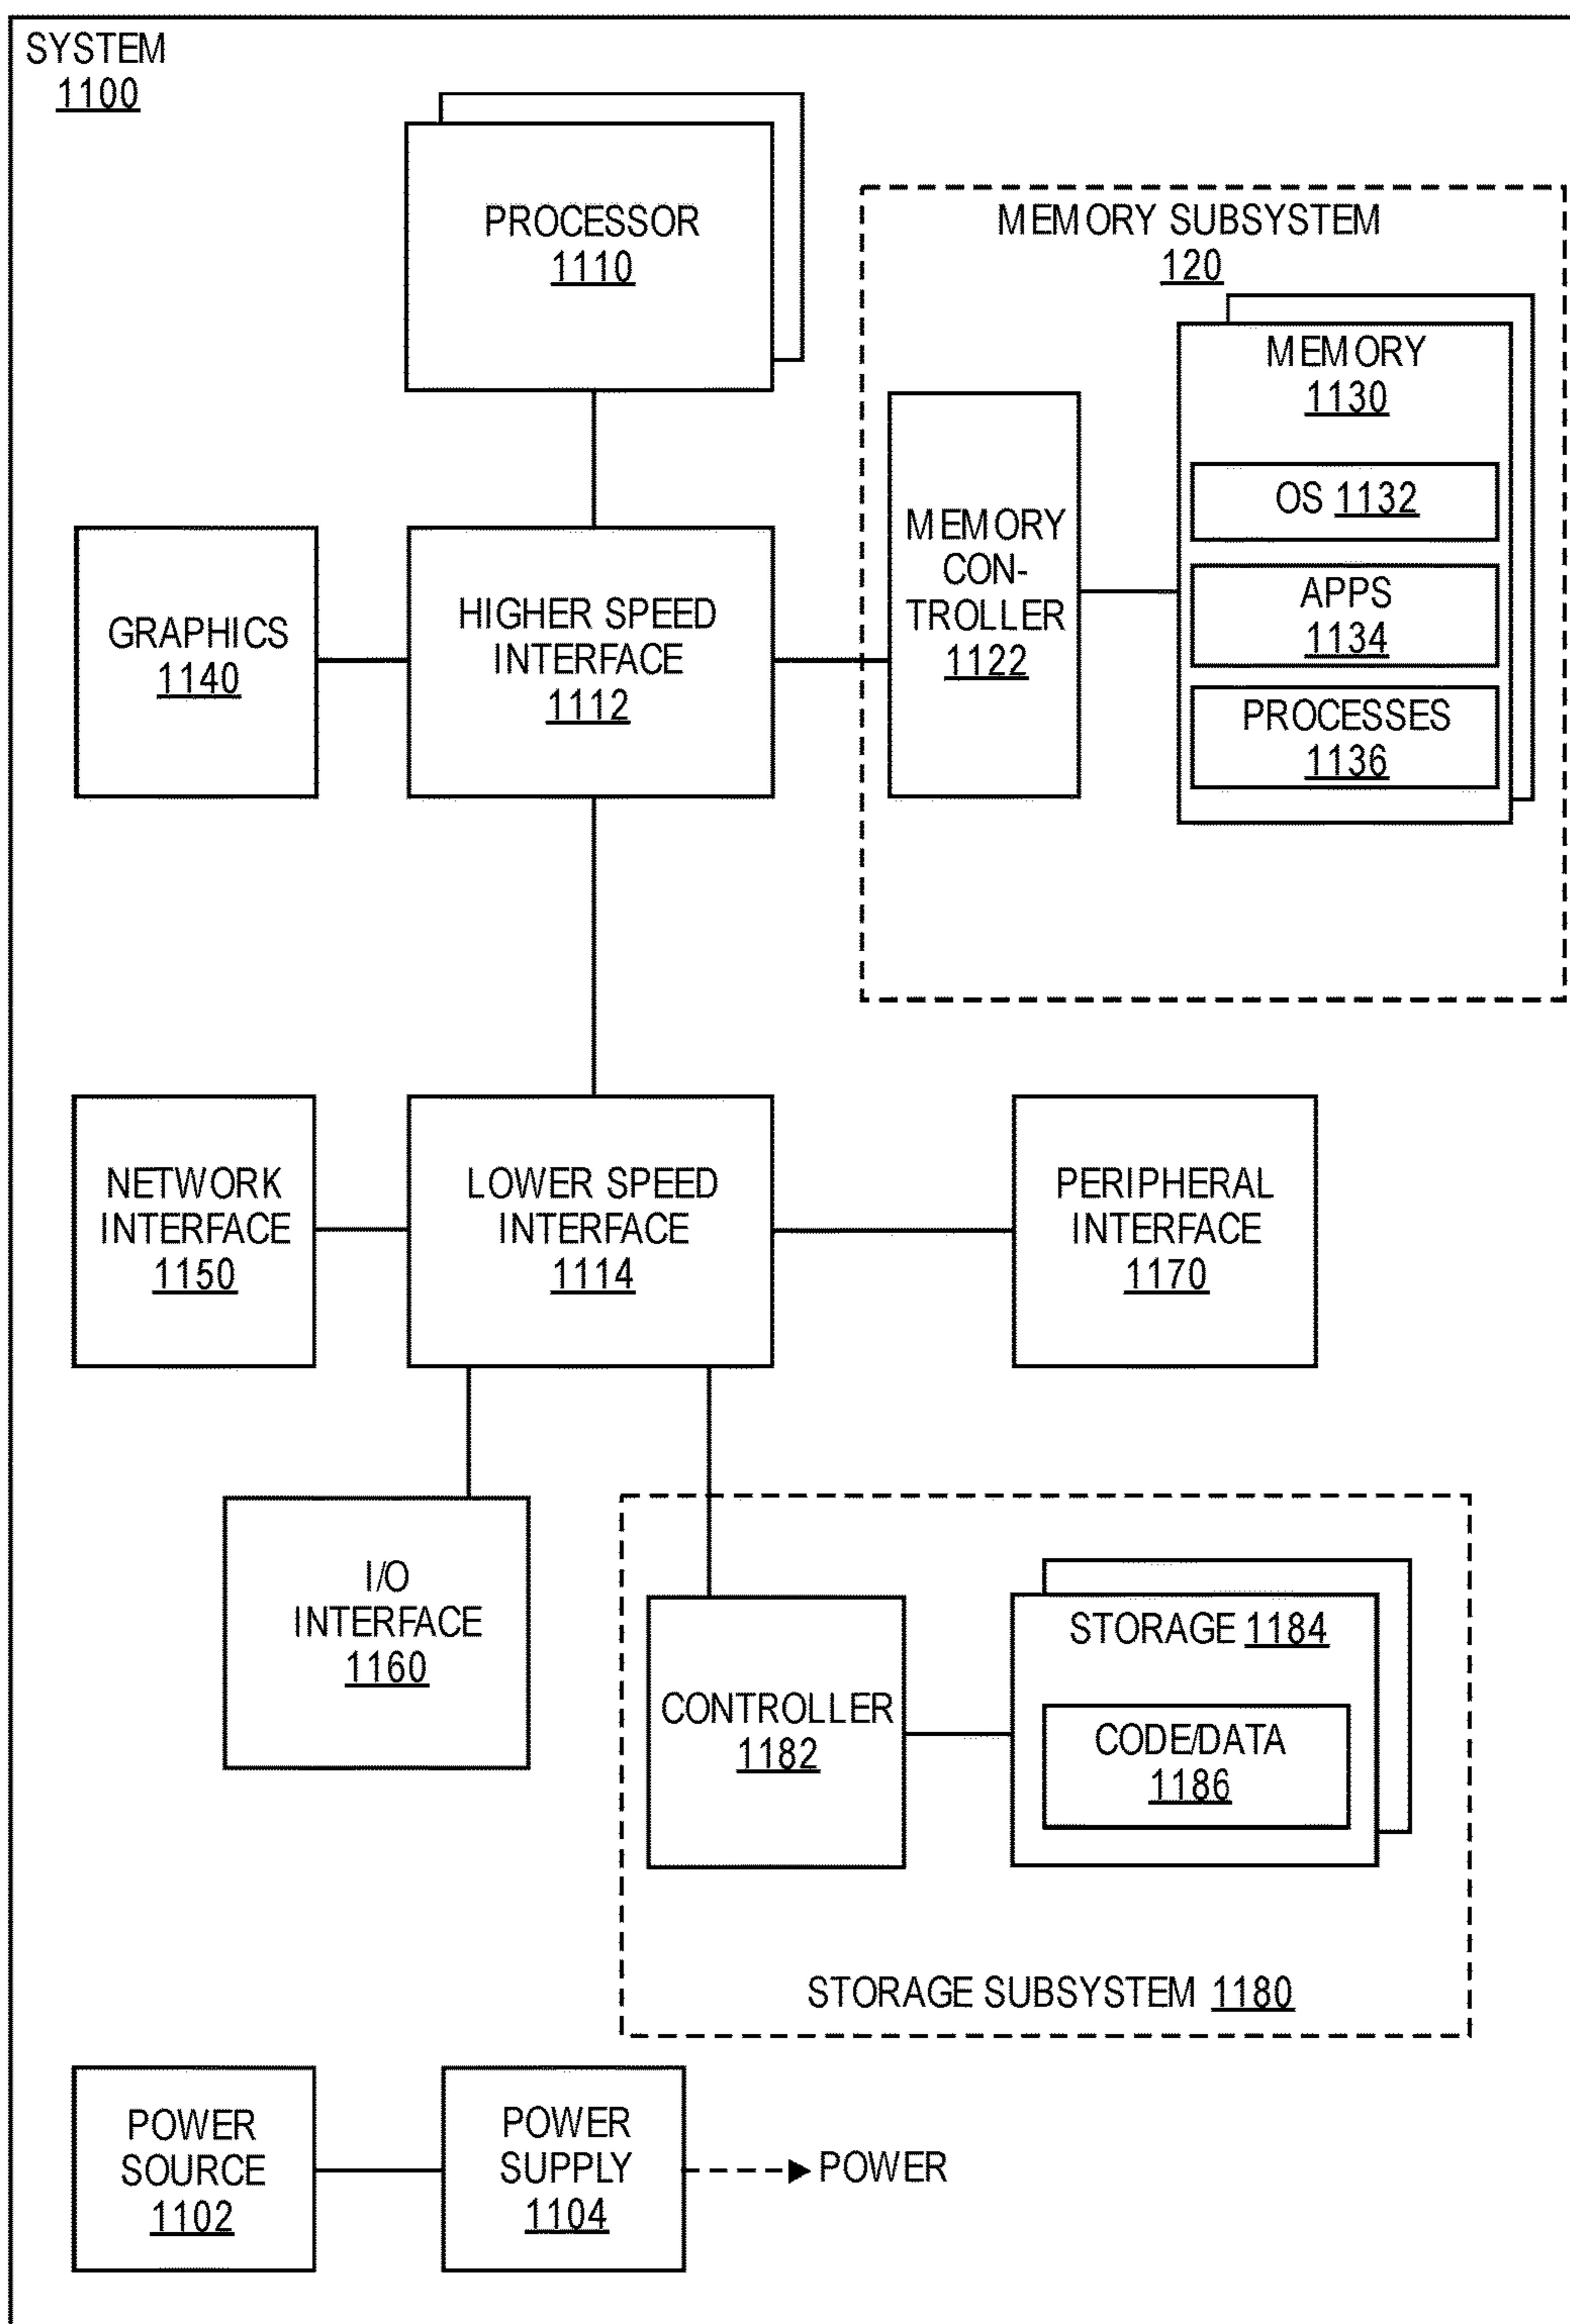 SYSTEM
1100
PROCESSOR
1110
MEMORY SUBSYSTEM
120
MEMORY
1130
OS 1132
APPS
1134
PROCESSES
1136
MEMORY
CON-
TROLLER
1122
GRAPHICS
1140
HIGHER SPEED
INTERFACE
1112
NETWORK
INTERFACE
1150
LOWER SPEED
INTERFACE
1114
PERIPHERAL
INTERFACE
1170
I/O
INTERFACE
1160
CONTROLLER
1182
STORAGE 1184
CODE/DATA
1186
STORAGE SUBSYSTEM 1180
POWER
SOURCE
1102
POWER
SUPPLY
1104
POWER